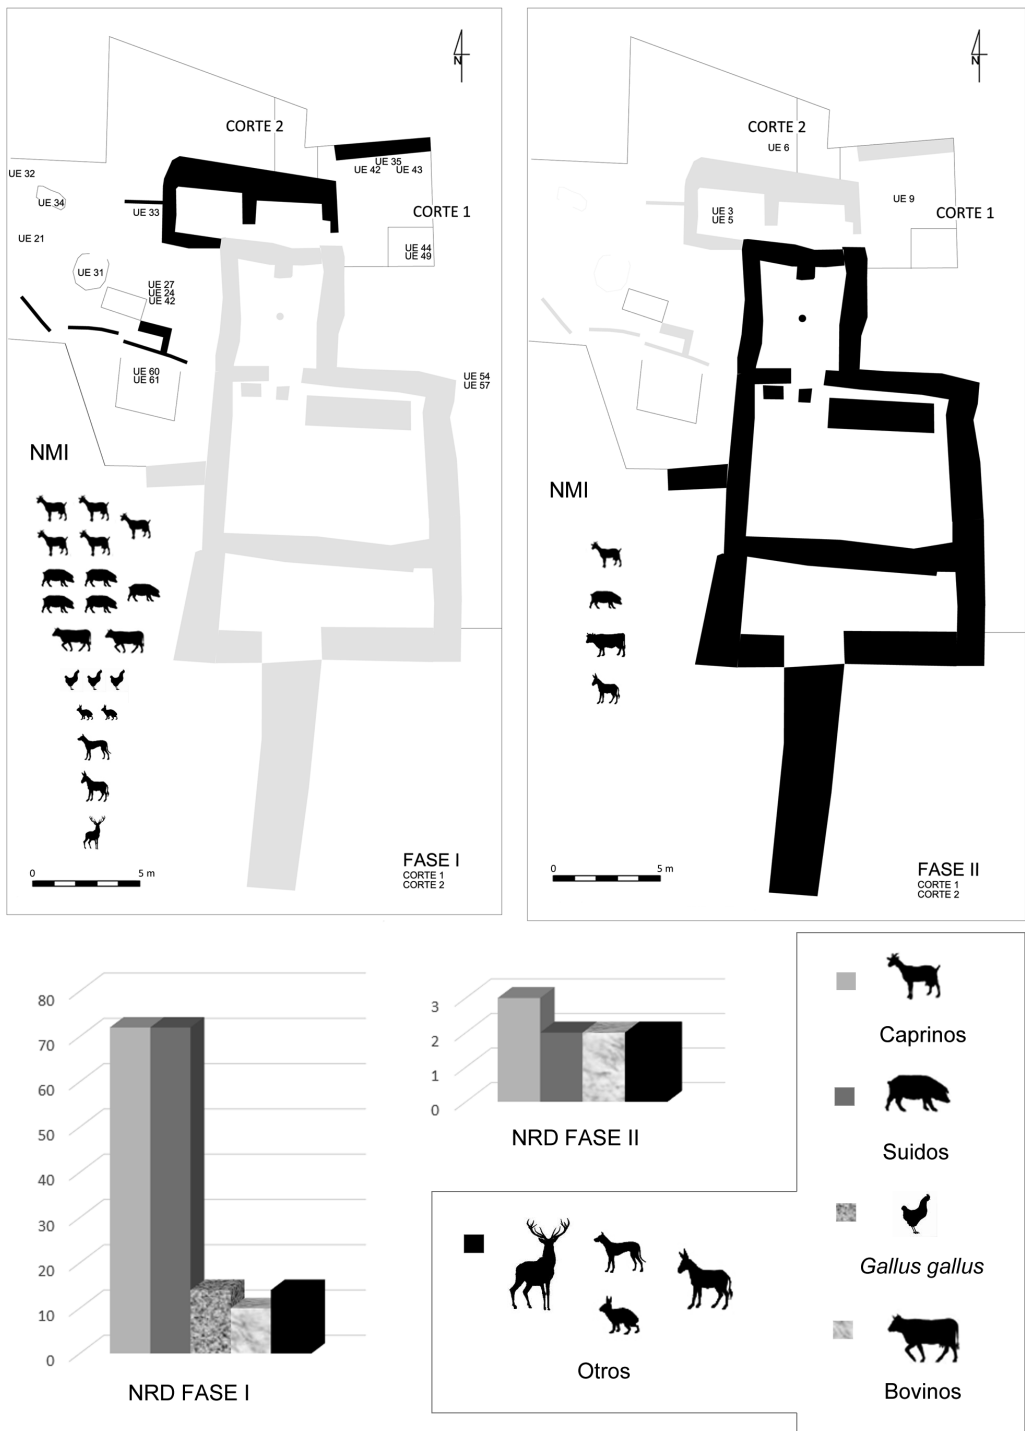 N
CORTE 2
UE 35
UE 42 UE 43
UE 32
UE 34
UE 33
CORTE 1
UE 21
UE 44
UE 49
UE 31
UE 27
UE 24
UE 42
UE 60
UE 61
UE 54
UE 57
NMI
0 5 m
FASE I
CORTE 1
CORTE 2
N
CORTE 2
UE 6
UE 9
UE 3
UE 5
CORTE 1
NMI
0 5 m
FASE II
CORTE 1
CORTE 2
80
70
60
50
40
30
20
10
0
NRD FASE I
3
2
1
0
NRD FASE II
Otros
Caprinos
Suidos
Gallus gallus
Bovinos